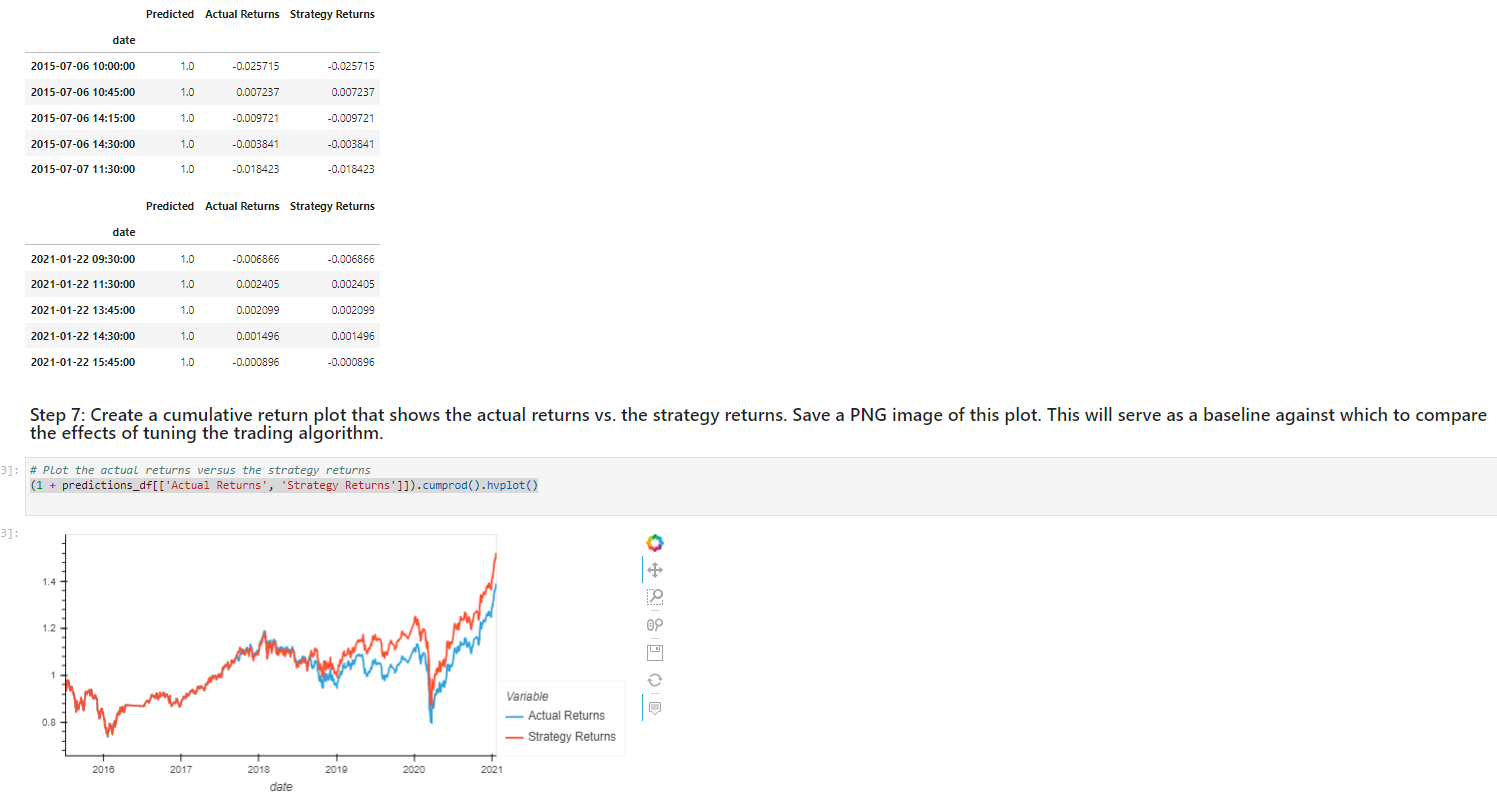 Predicted Actual Returns Strategy Returns
date
2015-07-06 10:00:00 1.0 -0.025715 -0.025715
2015-07-06 10:45:00 1.0 0.007237 0.007237
2015-07-06 14:15:00 1.0 -0.009721 -0.009721
2015-07-06 14:30:00 1.0 -0.003841 -0.003841
2015-07-07 11:30:00 1.0 -0.018423 -0.018423
Predicted Actual Returns Strategy Returns
date
2021-01-22 09:30:00 1.0 -0.006866 -0.006866
2021-01-22 11:30:00 1.0 0.002405 0.002405
2021-01-22 13:45:00 1.0 0.002099 0.002099
2021-01-22 14:30:00 1.0 0.001496 0.001496
2021-01-22 15:45:00 1.0 -0.000896 -0.000896
Step 7: Create a cumulative return plot that shows the actual returns vs. the strategy returns. Save a PNG image of this plot. This will serve as a baseline against which to compare
the effects of tuning the trading algorithm.
3]: # Plot the actual returns versus the strategy returns
(1 + predictions_df[['Actual Returns', 'Strategy Returns']]).cumprod().hvplot()
3]:
1.4
1.2
1
0.8
2016 2017 2018 2019 2020 2021
date
Variable
Actual Returns
Strategy Returns